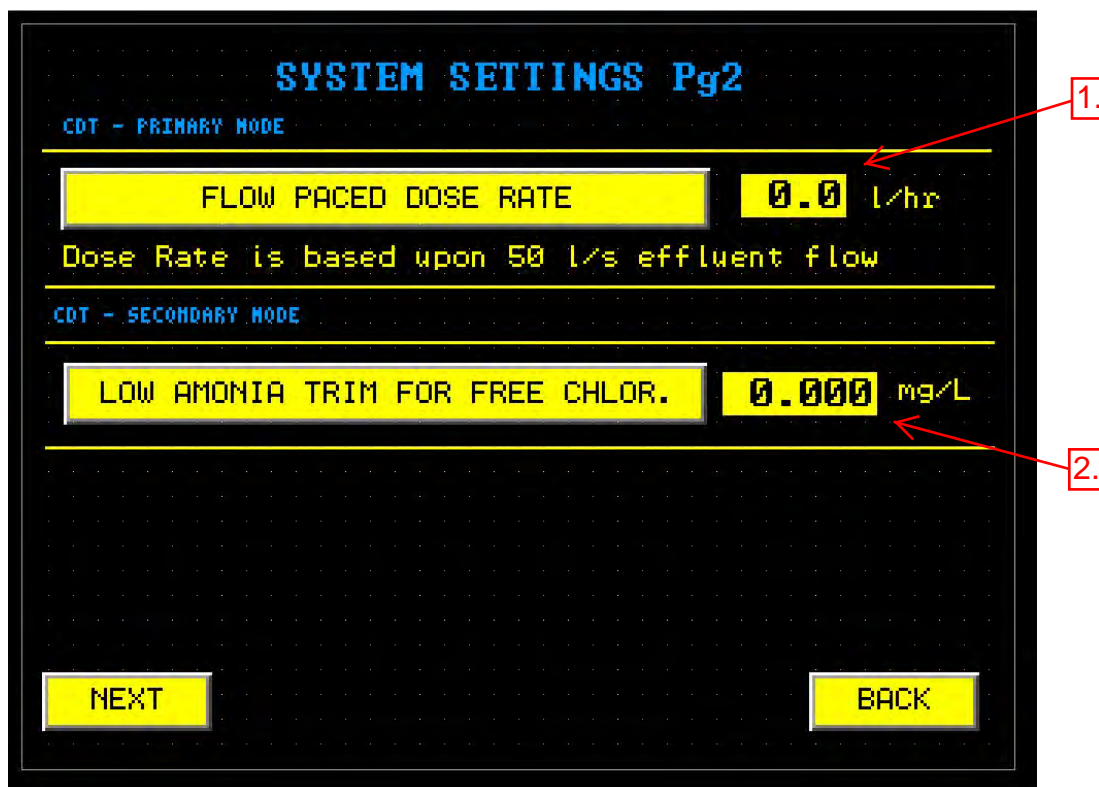 SYSTEM SETTINGS Pg2
1.
CDT - PRIMARY MODE
FLOW PACED DOSE RATE 0.0 l/hr
Dose Rate is based upon 50 l/s effluent flow
CDT - SECONDARY MODE
LOW AMONIA TRIM FOR FREE CHLOR. 0.000 mg/L
2.
NEXT BACK